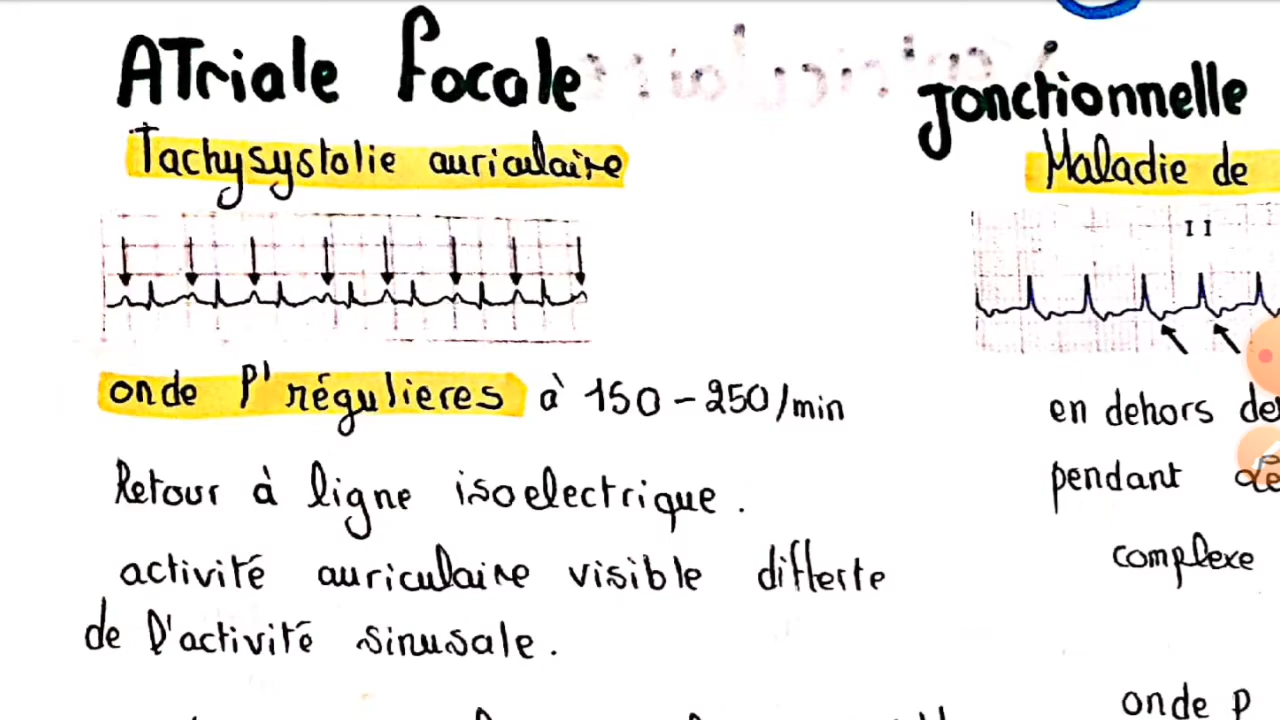 ATriale focale
Tachysystolie auriculaire
onde P' régulieres à 150-250/min
Retour à ligne isoelectrique.
activité auriculaire visible differte
de l'activité sinusale.
Jonctionnelle
Maladie de
II
en dehors de
pendant
complexe
onde P